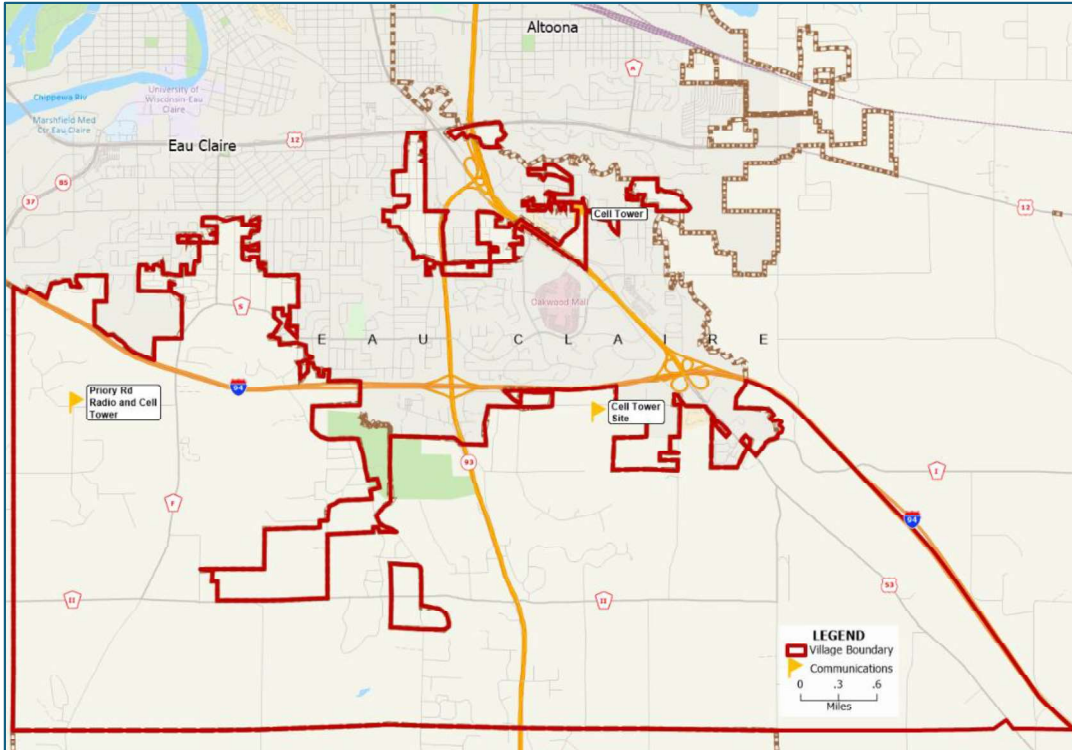 Altoona
A
University of
Wisconsin-Eau
Claire
Chippewa Riv
Marshfield Med
Ctr Eau Claire
Eau Claire
12
85
37
12
Cell Tower
S
Oakwood Mall
EAU CLAIRE
94
Priory Rd
Radio and Cell
Tower
Cell Tower
Site
93
I
F
94
53
II
II
LEGEND
Village Boundary
Communications
0 .3 .6
Miles